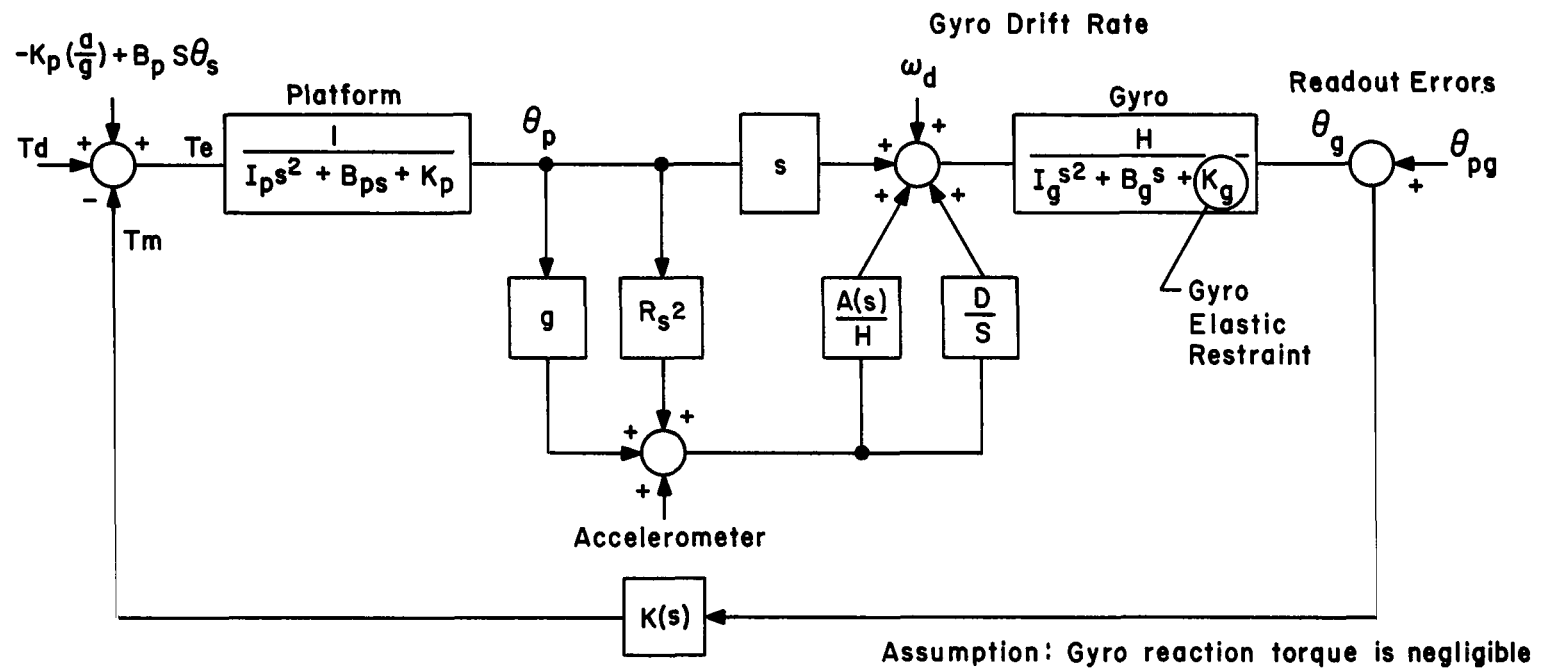 Gyro Drift Rate
-Kp(a/g) + Bp Sθs
ωd
Readout Errors
Platform
Gyro
Td
+
+
-
Te
I
Ips² + Bps + Kp
θp
s
+
+
+
+
H
Igs² + Bgs + Kg
-
θg
θpg
+
Tm
g
Rs²
A(s)
H
D
S
Gyro
Elastic
Restraint
+
+
+
Accelerometer
K(s)
Assumption: Gyro reaction torque is negligible